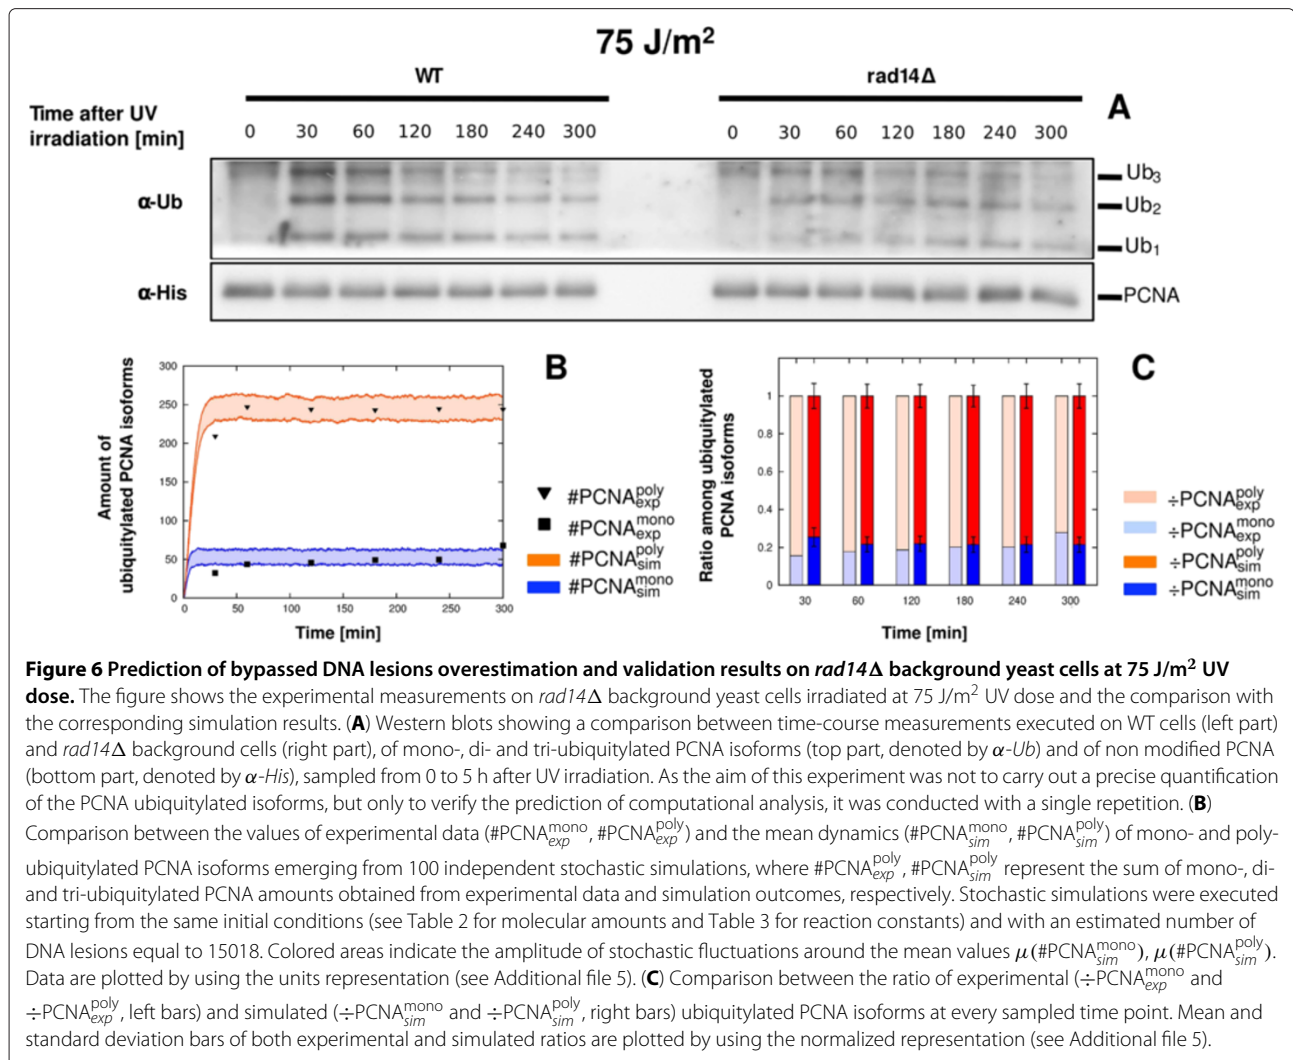 75 J/m²
WT rad14Δ
Time after UV
irradiation [min]
0 30 60 120 180 240 300 0 30 60 120 180 240 300
A
α-Ub
Ub₃
Ub₂
Ub₁
α-His
PCNA
B
Amount of
ubiquitylated PCNA isoforms
300
250
200
150
100
50
0
0 50 100 150 200 250 300
Time [min]
#PCNA^poly_exp
#PCNA^mono_exp
#PCNA^poly_sim
#PCNA^mono_sim
C
Ratio among ubiquitylated
PCNA isoforms
1
0.8
0.6
0.4
0.2
0
30 60 120 180 240 300
Time [min]
÷PCNA^poly_exp
÷PCNA^mono_exp
÷PCNA^poly_sim
÷PCNA^mono_sim
Figure 6 Prediction of bypassed DNA lesions overestimation and validation results on rad14Δ background yeast cells at 75 J/m² UV
dose. The figure shows the experimental measurements on rad14Δ background yeast cells irradiated at 75 J/m² UV dose and the comparison with
the corresponding simulation results. (A) Western blots showing a comparison between time-course measurements executed on WT cells (left part)
and rad14Δ background cells (right part), of mono-, di- and tri-ubiquitylated PCNA isoforms (top part, denoted by α-Ub) and of non modified PCNA
(bottom part, denoted by α-His), sampled from 0 to 5 h after UV irradiation. As the aim of this experiment was not to carry out a precise quantification
of the PCNA ubiquitylated isoforms, but only to verify the prediction of computational analysis, it was conducted with a single repetition. (B)
Comparison between the values of experimental data (#PCNA^mono_exp, #PCNA^poly_exp) and the mean dynamics (#PCNA^mono_sim, #PCNA^poly_sim) of mono- and poly-
ubiquitylated PCNA isoforms emerging from 100 independent stochastic simulations, where #PCNA^poly_exp, #PCNA^poly_sim represent the sum of mono-, di-
and tri-ubiquitylated PCNA amounts obtained from experimental data and simulation outcomes, respectively. Stochastic simulations were executed
starting from the same initial conditions (see Table 2 for molecular amounts and Table 3 for reaction constants) and with an estimated number of
DNA lesions equal to 15018. Colored areas indicate the amplitude of stochastic fluctuations around the mean values μ(#PCNA^mono_sim), μ(#PCNA^poly_sim).
Data are plotted by using the units representation (see Additional file 5). (C) Comparison between the ratio of experimental (÷PCNA^mono_exp and
÷PCNA^poly_exp, left bars) and simulated (÷PCNA^mono_sim and ÷PCNA^poly_sim, right bars) ubiquitylated PCNA isoforms at every sampled time point. Mean and
standard deviation bars of both experimental and simulated ratios are plotted by using the normalized representation (see Additional file 5).